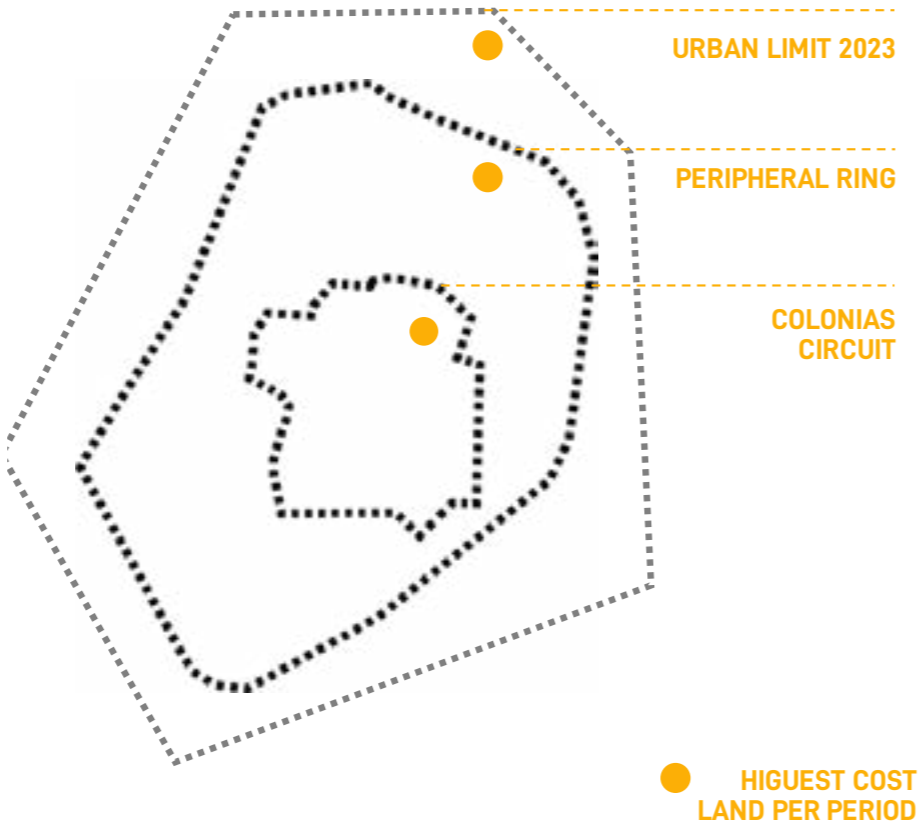 URBAN LIMIT 2023
PERIPHERAL RING
COLONIAS
CIRCUIT
HIGUEST COST
LAND PER PERIOD